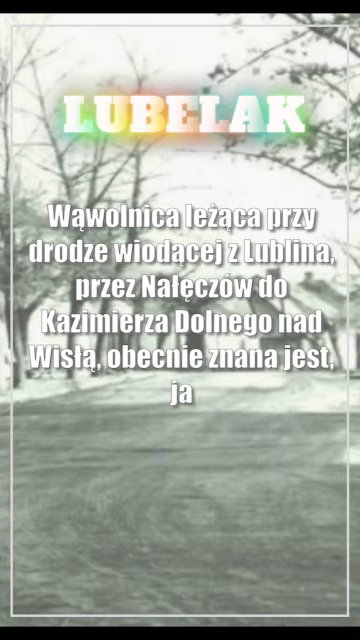 LUBELAK
Wąwolnica leżąca przy
drodze wiodącej z Lublina,
przez Nałęczów do
Kazimierza Dolnego nad
Wisłą, obecnie znana jest,
ja